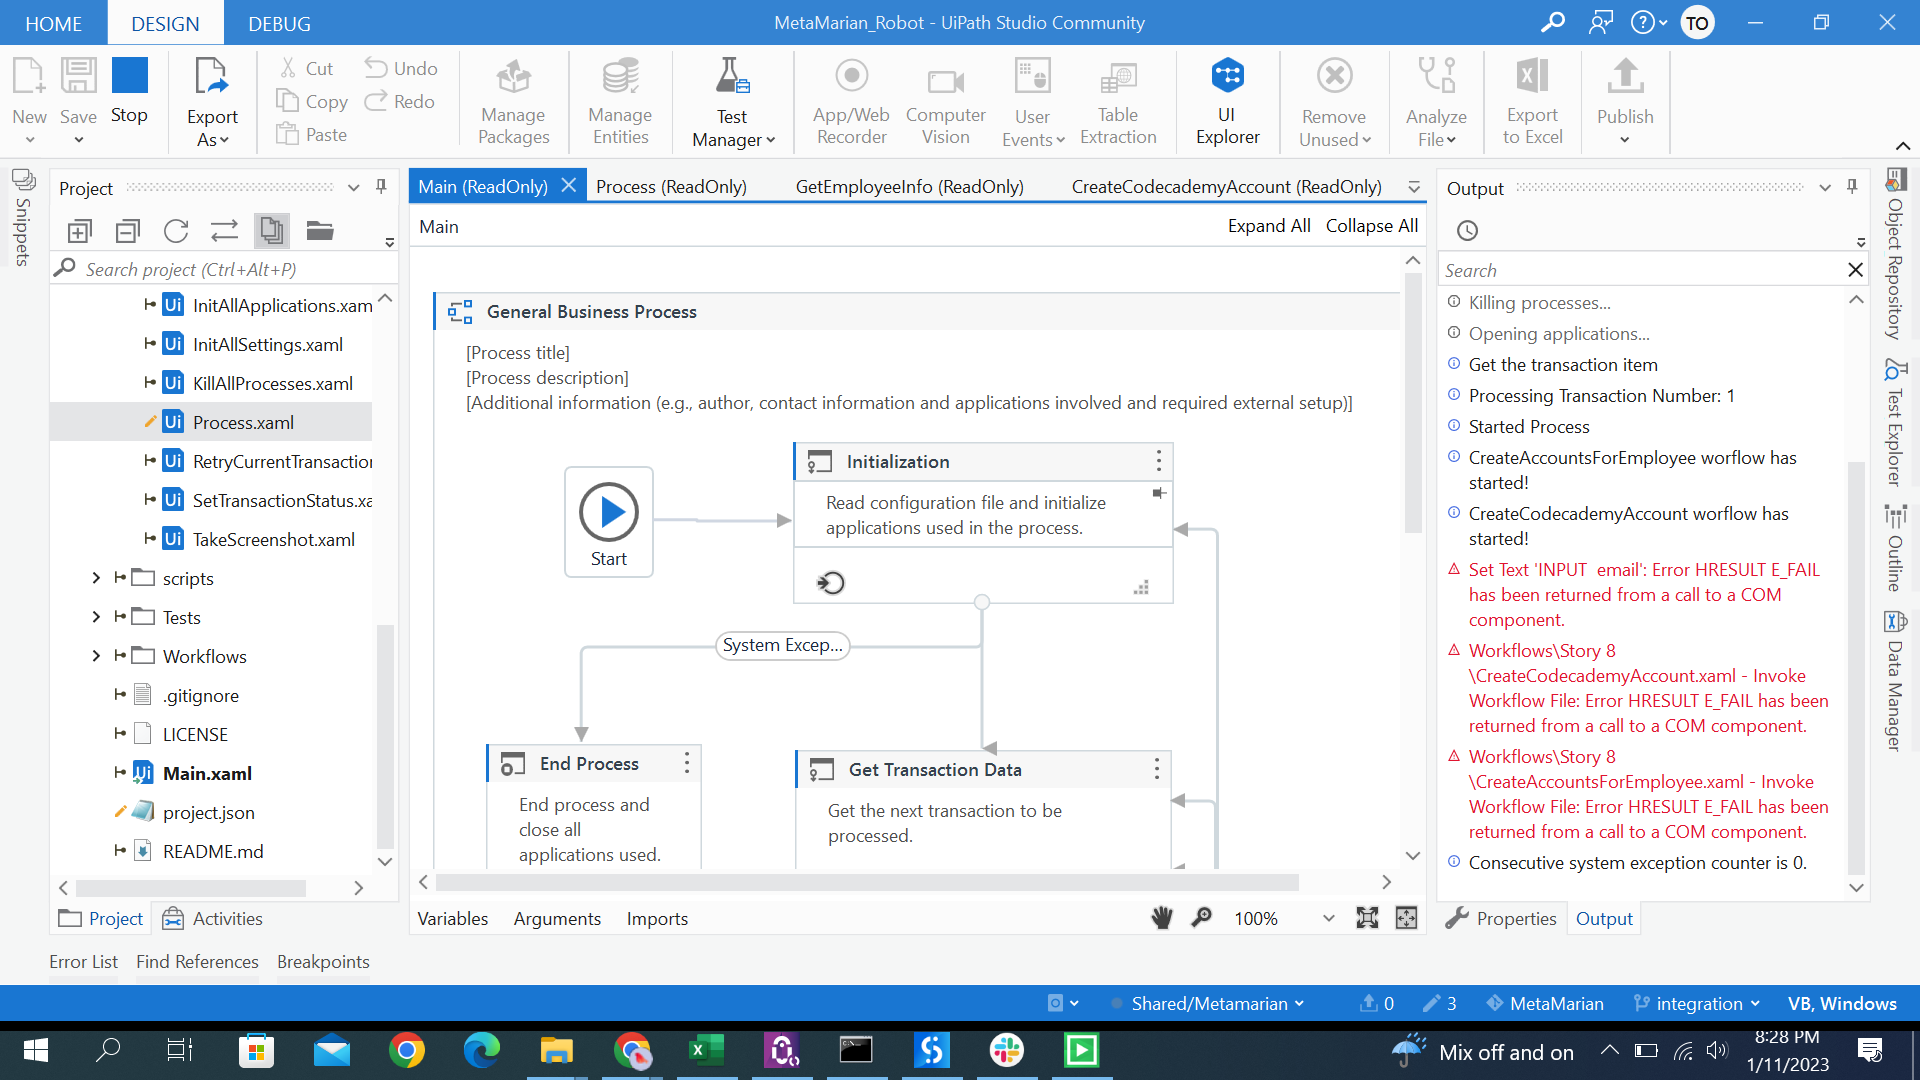 HOME
DESIGN
DEBUG
MetaMarian_Robot - UiPath Studio Community
TO
New
Save
Stop
Export As
Cut
Copy
Paste
Undo
Redo
Manage Packages
Manage Entities
Test Manager
App/Web Recorder
Computer Vision
User Events
Table Extraction
UI Explorer
Remove Unused
Analyze File
Export to Excel
Publish
Snippets
Project
Search project (Ctrl+Alt+P)
InitAllApplications.xam
InitAllSettings.xaml
KillAllProcesses.xaml
Process.xaml
RetryCurrentTransaction
SetTransactionStatus.xa
TakeScreenshot.xaml
scripts
Tests
Workflows
.gitignore
LICENSE
Main.xaml
project.json
README.md
Project
Activities
Main (ReadOnly)
Process (ReadOnly)
GetEmployeeInfo (ReadOnly)
CreateCodecademyAccount (ReadOnly)
Main
Expand All
Collapse All
General Business Process
[Process title]
[Process description]
[Additional information (e.g., author, contact information and applications involved and required external setup)]
Start
Initialization
Read configuration file and initialize
applications used in the process.
System Excep...
End Process
End process and
close all
applications used.
Get Transaction Data
Get the next transaction to be
processed.
Variables
Arguments
Imports
100%
Output
Search
Killing processes...
Opening applications...
Get the transaction item
Processing Transaction Number: 1
Started Process
CreateAccountsForEmployee worflow has
started!
CreateCodecademyAccount worflow has
started!
Set Text 'INPUT  email': Error HRESULT E_FAIL
has been returned from a call to a COM
component.
Workflows\Story 8
\CreateCodecademyAccount.xaml - Invoke
Workflow File: Error HRESULT E_FAIL has been
returned from a call to a COM component.
Workflows\Story 8
\CreateAccountsForEmployee.xaml - Invoke
Workflow File: Error HRESULT E_FAIL has been
returned from a call to a COM component.
Consecutive system exception counter is 0.
Properties
Output
Object Repository
Test Explorer
Outline
Data Manager
Error List
Find References
Breakpoints
Shared/Metamarian
0
3
MetaMarian
integration
VB, Windows
Mix off and on
8:28 PM
1/11/2023